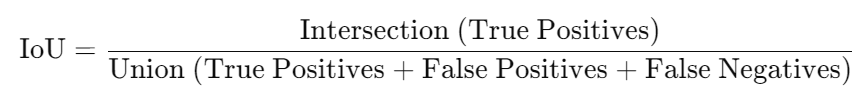 IoU = Intersection (True Positives) / Union (True Positives + False Positives + False Negatives)